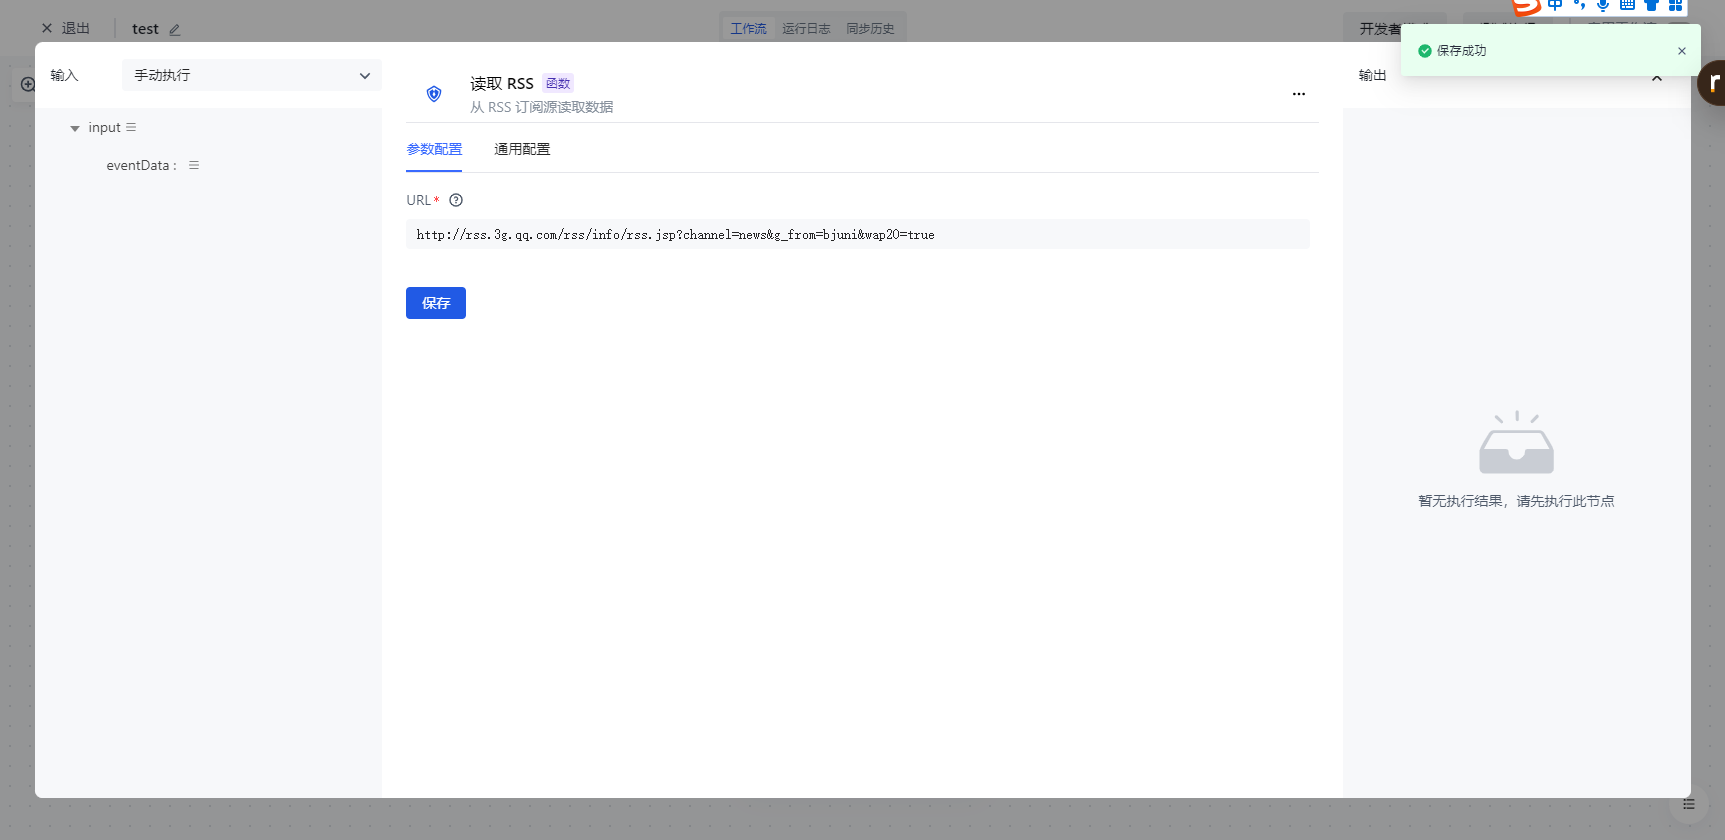 退出
test
工作流
运行日志
同步历史
开发者
中
保存成功
输入
手动执行
input
eventData :
读取 RSS
函数
从 RSS 订阅源读取数据
参数配置
通用配置
URL*
http://rss.3g.qq.com/rss/info/rss.jsp?channel=news&g_from=bjuni&wap20=true
保存
输出
r
暂无执行结果，请先执行此节点